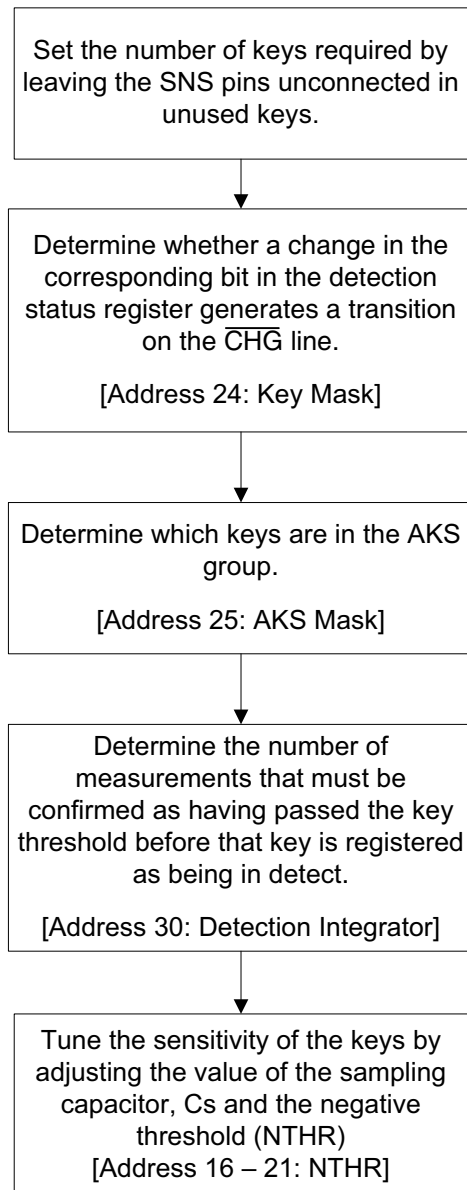 Set the number of keys required by
leaving the SNS pins unconnected in
unused keys.
Determine whether a change in the
corresponding bit in the detection
status register generates a transition
on the C̅H̅G̅ line.
[Address 24: Key Mask]
Determine which keys are in the AKS
group.
[Address 25: AKS Mask]
Determine the number of
measurements that must be
confirmed as having passed the key
threshold before that key is registered
as being in detect.
[Address 30: Detection Integrator]
Tune the sensitivity of the keys by
adjusting the value of the sampling
capacitor, Cs and the negative
threshold (NTHR)
[Address 16 – 21: NTHR]